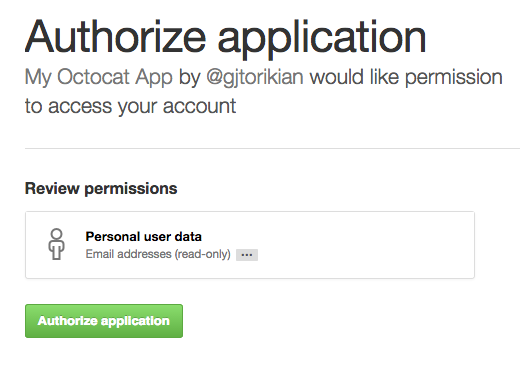 Authorize application
My Octocat App by @gjtorikian would like permission
to access your account
Review permissions
Personal user data
Email addresses (read-only) ...
Authorize application